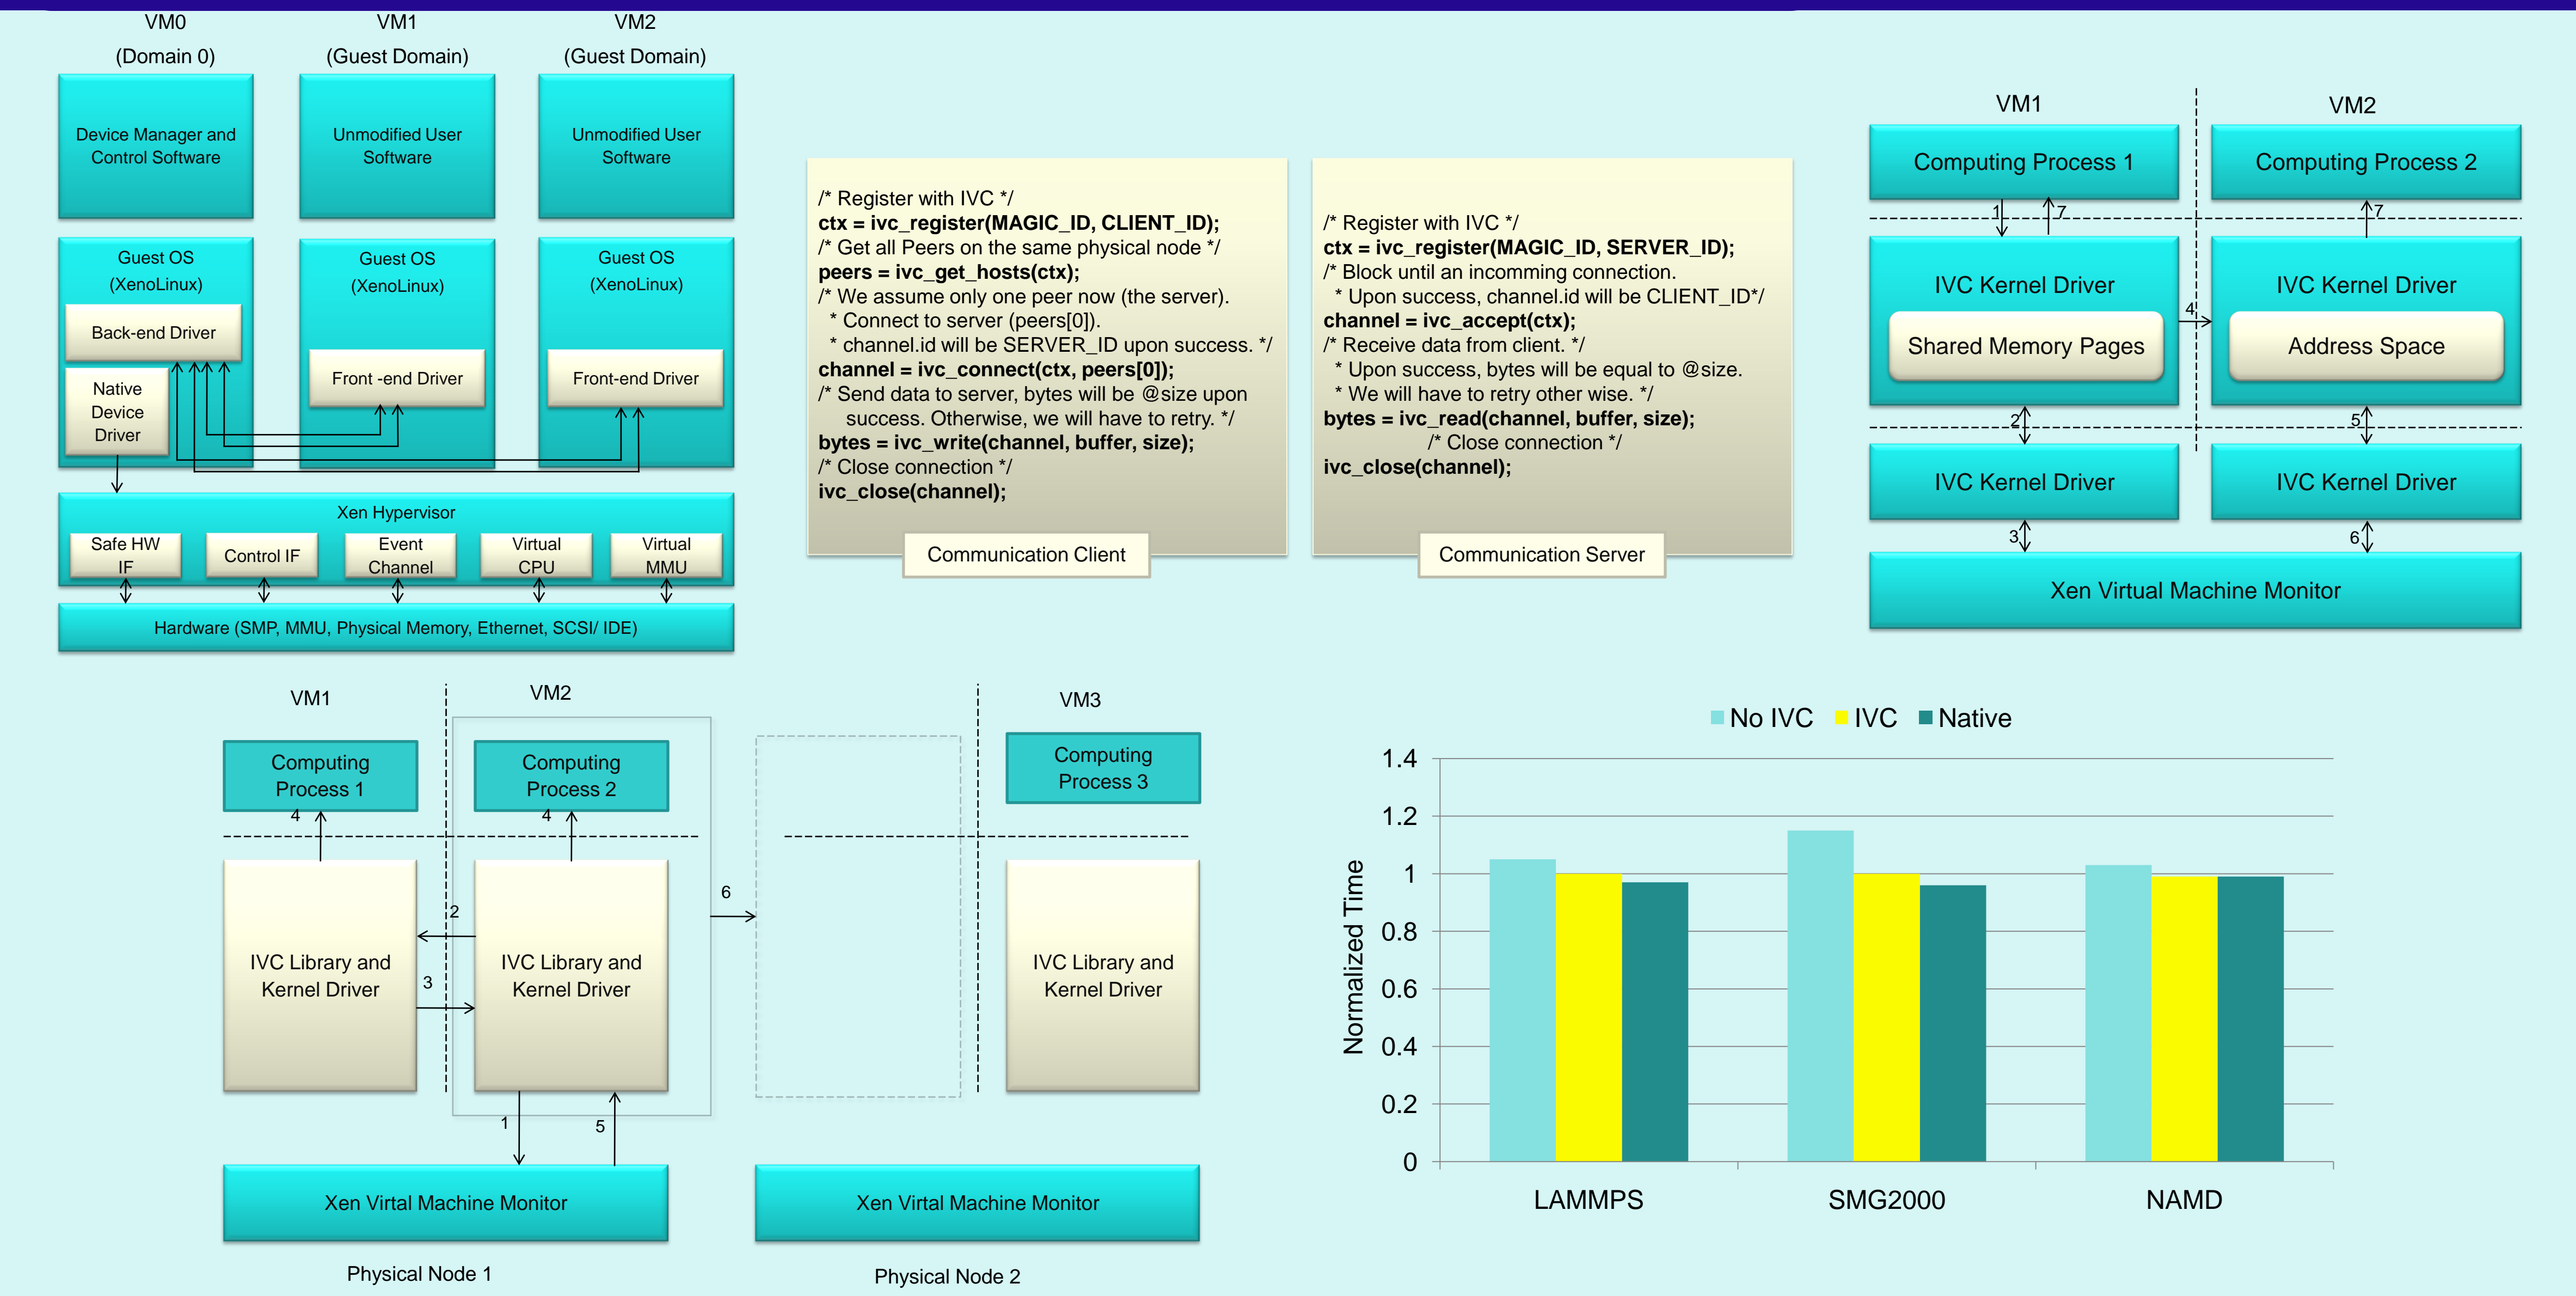 VM0
(Domain 0)
VM1
(Guest Domain)
VM2
(Guest Domain)
Device Manager and
Control Software
Unmodified User
Software
Unmodified User
Software
Guest OS
(XenoLinux)
Back-end Driver
Native
Device
Driver
Guest OS
(XenoLinux)
Front -end Driver
Guest OS
(XenoLinux)
Front-end Driver
Xen Hypervisor
Safe HW
IF
Control IF
Event
Channel
Virtual
CPU
Virtual
MMU
Hardware (SMP, MMU, Physical Memory, Ethernet, SCSI/ IDE)
/* Register with IVC */
ctx = ivc_register(MAGIC_ID, CLIENT_ID);
/* Get all Peers on the same physical node */
peers = ivc_get_hosts(ctx);
/* We assume only one peer now (the server).
* Connect to server (peers[0]).
* channel.id will be SERVER_ID upon success. */
channel = ivc_connect(ctx, peers[0]);
/* Send data to server, bytes will be @size upon
success. Otherwise, we will have to retry. */
bytes = ivc_write(channel, buffer, size);
/* Close connection */
ivc_close(channel);
Communication Client
/* Register with IVC */
ctx = ivc_register(MAGIC_ID, SERVER_ID);
/* Block until an incomming connection.
* Upon success, channel.id will be CLIENT_ID*/
channel = ivc_accept(ctx);
/* Receive data from client. */
* Upon success, bytes will be equal to @size.
* We will have to retry other wise. */
bytes = ivc_read(channel, buffer, size);
/* Close connection */
ivc_close(channel);
Communication Server
VM1
VM2
Computing Process 1
Computing Process 2
1
7
7
IVC Kernel Driver
Shared Memory Pages
4
IVC Kernel Driver
Address Space
2
5
IVC Kernel Driver
IVC Kernel Driver
3
6
Xen Virtual Machine Monitor
VM1
VM2
VM3
Computing
Process 1
Computing
Process 2
Computing
Process 3
4
4
6
2
3
IVC Library and
Kernel Driver
IVC Library and
Kernel Driver
IVC Library and
Kernel Driver
1
5
Xen Virtal Machine Monitor
Xen Virtal Machine Monitor
Physical Node 1
Physical Node 2
No IVC
IVC
Native
Normalized Time
1.4
1.2
1
0.8
0.6
0.4
0.2
0
LAMMPS
SMG2000
NAMD